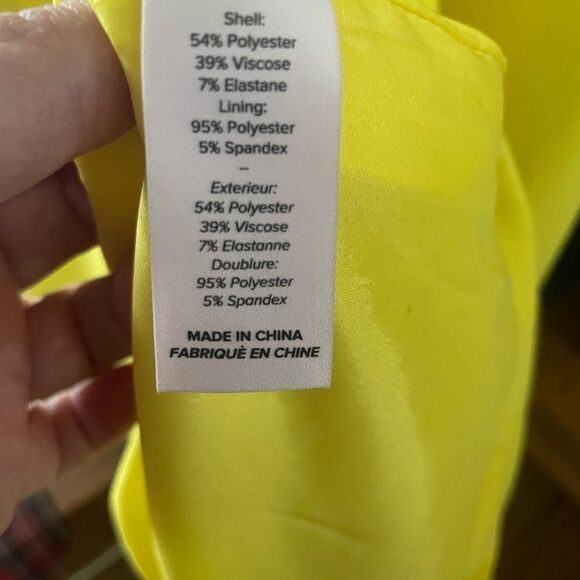 Shell:
54% Polyester
39% Viscose
7% Elastane
Lining:
95% Polyester
5% Spandex
–
Exterieur:
54% Polyester
39% Viscose
7% Elastanne
Doublure:
95% Polyester
5% Spandex
MADE IN CHINA
FABRIQUÈ EN CHINE